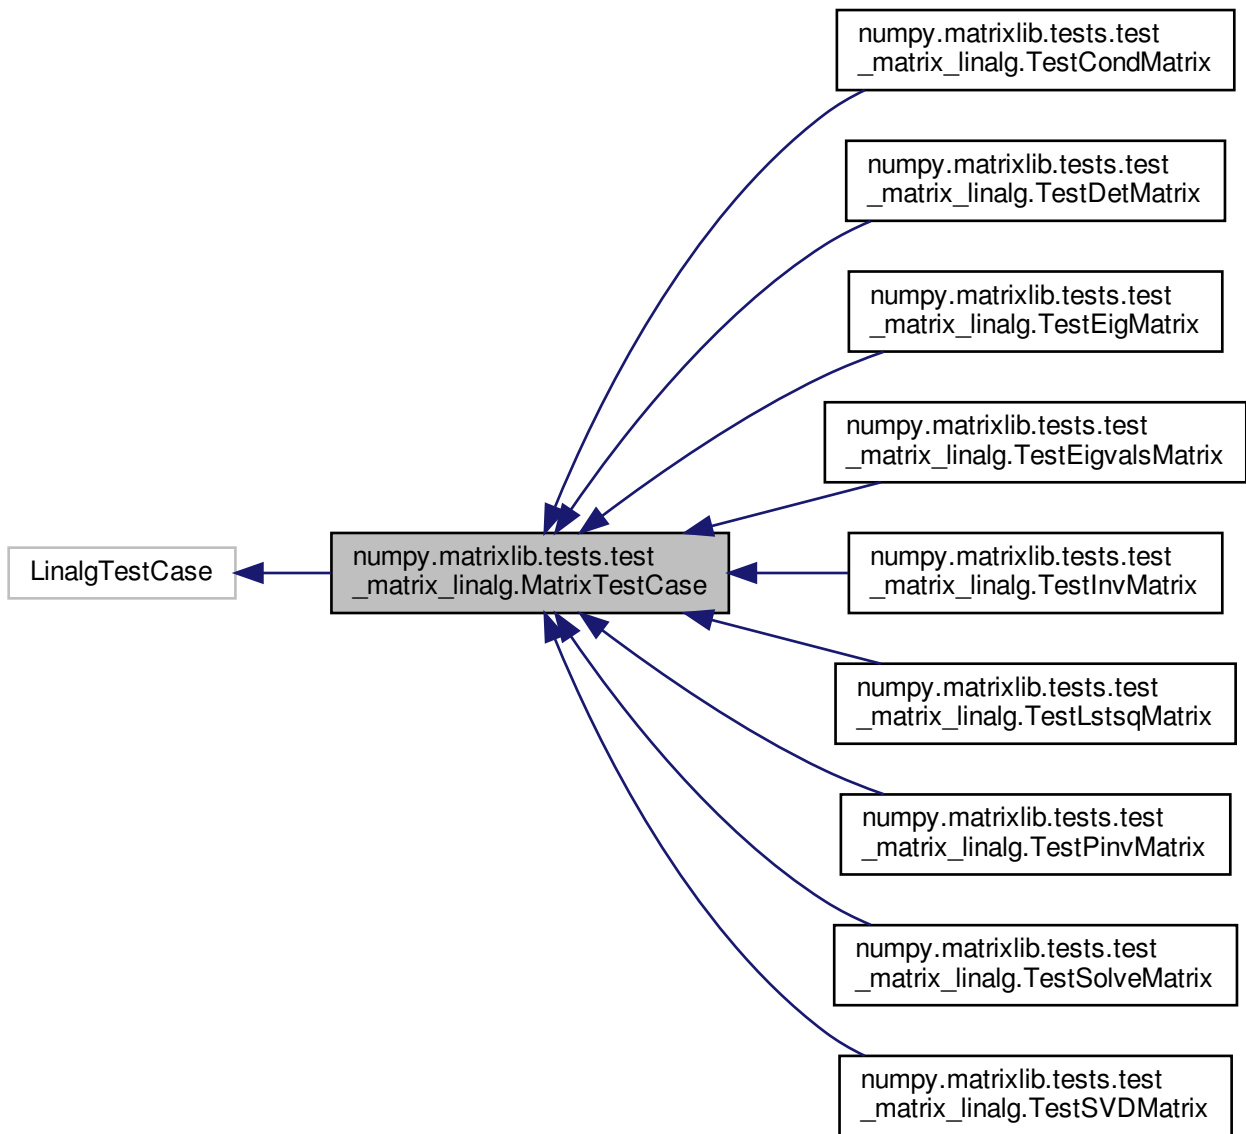 numpy.matrixlib.tests.test
_matrix_linalg.TestCondMatrix
numpy.matrixlib.tests.test
_matrix_linalg.TestDetMatrix
numpy.matrixlib.tests.test
_matrix_linalg.TestEigMatrix
numpy.matrixlib.tests.test
_matrix_linalg.TestEigvalsMatrix
LinalgTestCase
numpy.matrixlib.tests.test
_matrix_linalg.MatrixTestCase
numpy.matrixlib.tests.test
_matrix_linalg.TestInvMatrix
numpy.matrixlib.tests.test
_matrix_linalg.TestLstsqMatrix
numpy.matrixlib.tests.test
_matrix_linalg.TestPinvMatrix
numpy.matrixlib.tests.test
_matrix_linalg.TestSolveMatrix
numpy.matrixlib.tests.test
_matrix_linalg.TestSVDMatrix